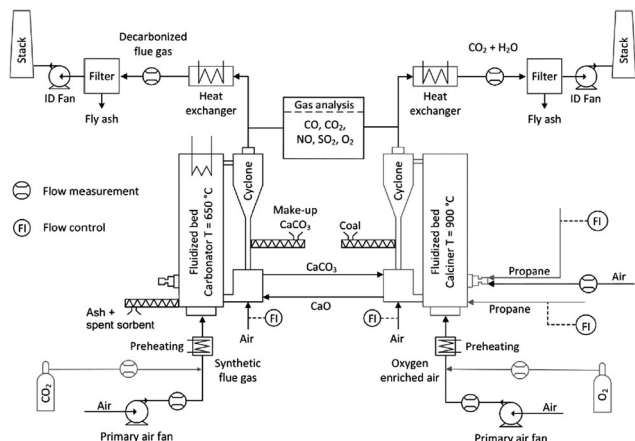 Stack
Decarbonized
flue gas
Filter
ID Fan
Fly ash
Heat
exchanger
Gas analysis
CO, CO₂,
NO, SO₂, O₂
CO₂ + H₂O
Heat
exchanger
Filter
Fly ash
ID Fan
Stack
Flow measurement
FI
Flow control
Fluidized bed
Carbonator T = 650 °C
Cyclone
Make-up
CaCO₃
Coal
Cyclone
Fluidized bed
Calciner T = 900 °C
FI
Propane
Air
Propane
FI
CaCO₃
CaO
Ash +
spent sorbent
Air
FI
FI
Air
Preheating
Synthetic
flue gas
Oxygen
enriched air
Preheating
CO₂
Air
Primary air fan
O₂
Air
Primary air fan